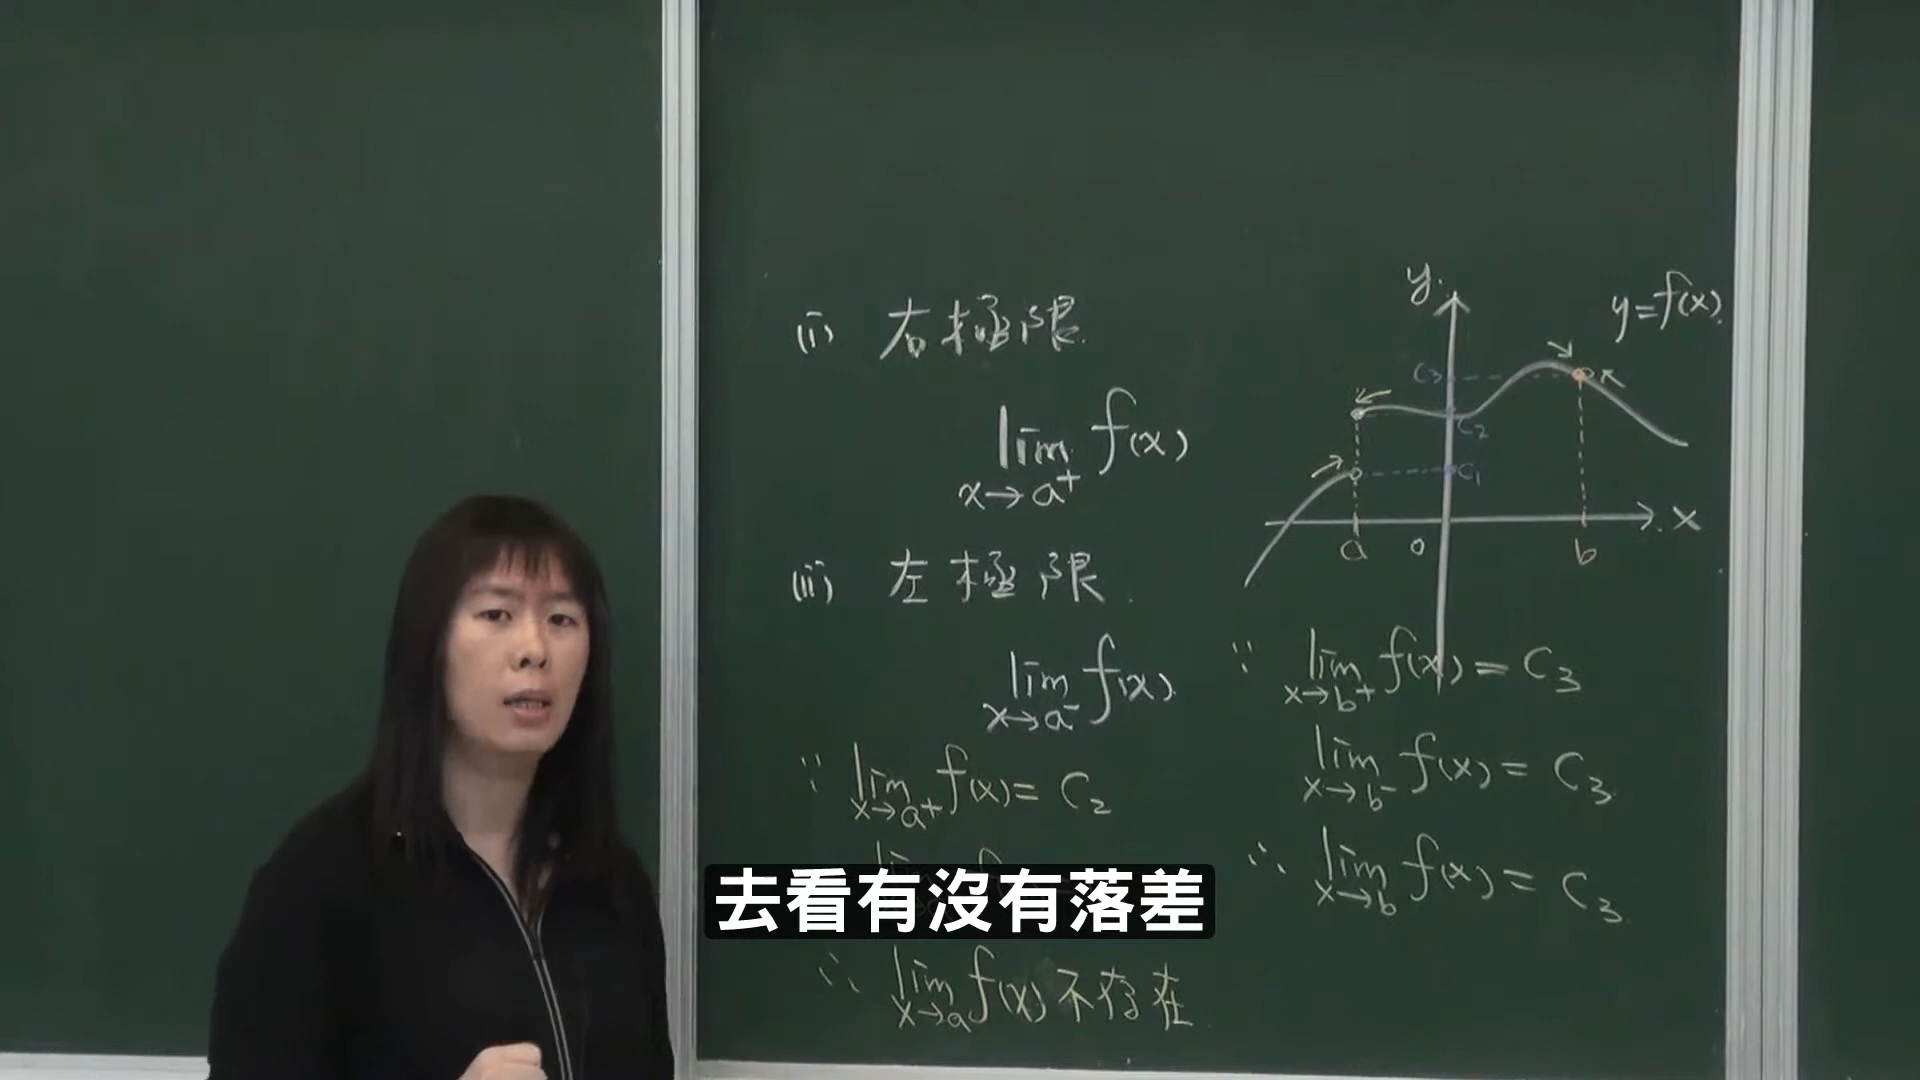 (ii) 右極限
lim f(x)
x→a⁺
(iii) 左極限.
lim f(x)
x→a⁻
∵ lim f(x) = C₂
x→a⁺
∴ lim f(x) 不存在
x→a
y
y=f(x)
C₃
C₂
C₁
x
a 0 b
∵ lim f(x) = C₃
x→b⁺
lim f(x) = C₃
x→b⁻
∴ lim f(x) = C₃
x→b
去看有沒有落差